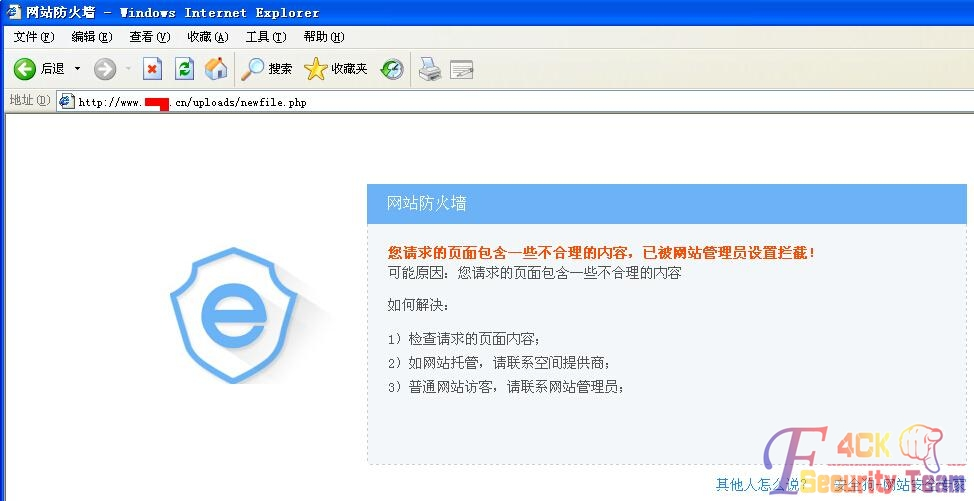 网站防火墙 - Windows Internet Explorer
文件(F) 编辑(E) 查看(V) 收藏(A) 工具(T) 帮助(H)
后退 搜索 收藏夹
地址(D) http://www. .cn/uploads/newfile.php
网站防火墙
您请求的页面包含一些不合理的内容，已被网站管理员设置拦截！
可能原因：您请求的页面包含一些不合理的内容
如何解决：
1）检查请求的页面内容；
2）如网站托管，请联系空间提供商；
3）普通网站访客，请联系网站管理员；
其他人怎么说？
F4CK
Security Team